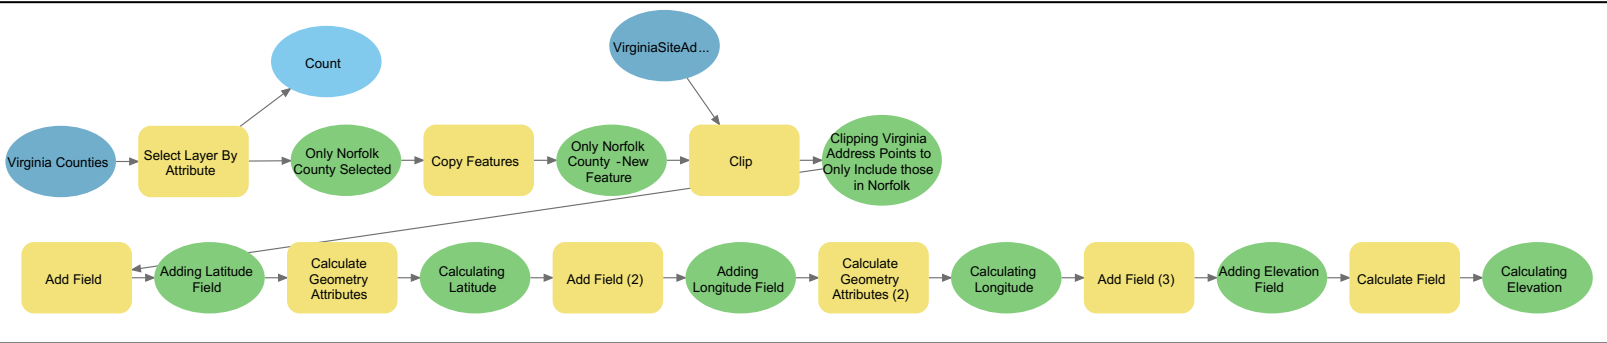 Count
VirginiaSiteAd...
Virginia Counties
Select Layer By
Attribute
Only Norfolk
County Selected
Copy Features
Only Norfolk
County -New
Feature
Clip
Clipping Virginia
Address Points to
Only Include those
in Norfolk
Add Field
Adding Latitude
Field
Calculate
Geometry
Attributes
Calculating
Latitude
Add Field (2)
Adding
Longitude Field
Calculate
Geometry
Attributes (2)
Calculating
Longitude
Add Field (3)
Adding Elevation
Field
Calculate Field
Calculating
Elevation